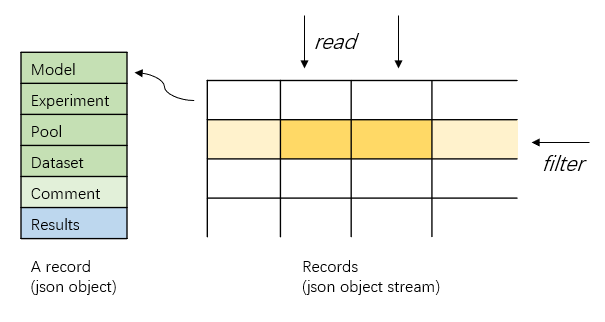 read
Model
Experiment
Pool
Dataset
Comment
Results
filter
A record
(json object)
Records
(json object stream)